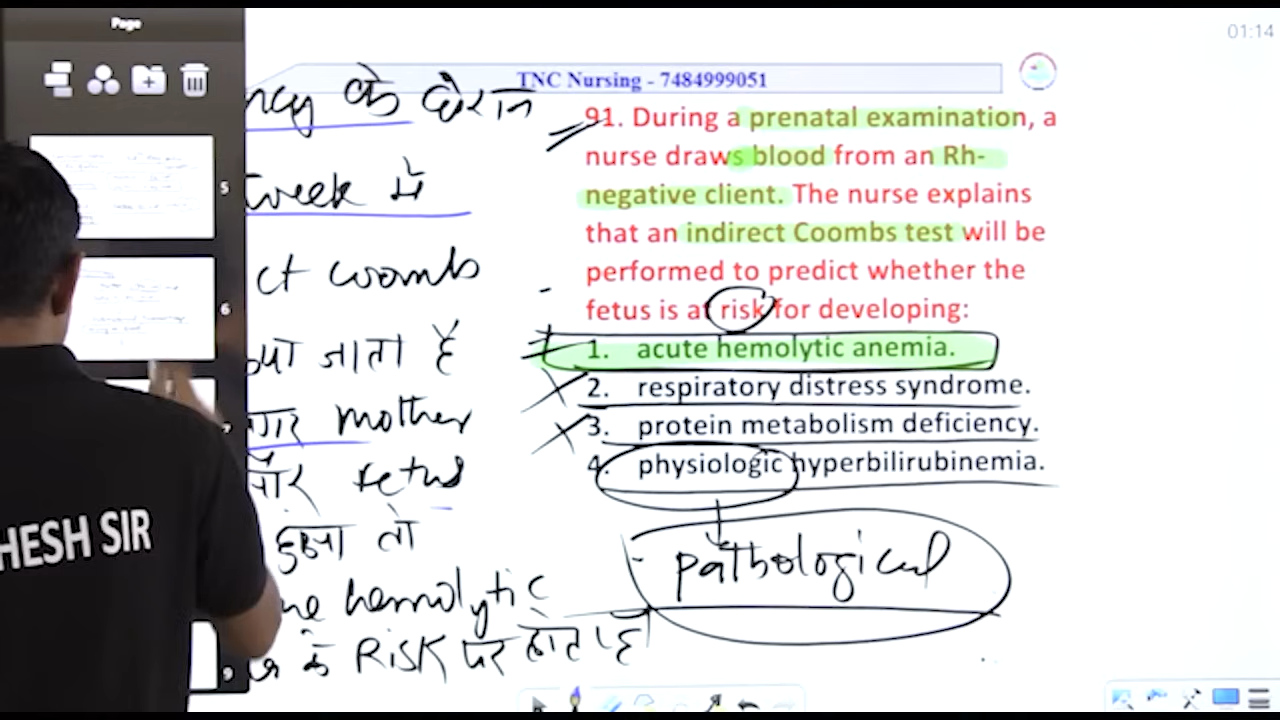 Page
01:14
TNC Nursing - 7484999051
5
6
9
के दौरान
week में
ct coombs
जाता है
mother
और fetus
हुआ तो
hemolytic
के RISK पर होता है
91. During a prenatal examination, a
nurse draws blood from an Rh-
negative client. The nurse explains
that an indirect Coombs test will be
performed to predict whether the
fetus is at risk for developing:
1. acute hemolytic anemia.
2. respiratory distress syndrome.
3. protein metabolism deficiency.
4. physiologic hyperbilirubinemia.
pathological
HESH SIR